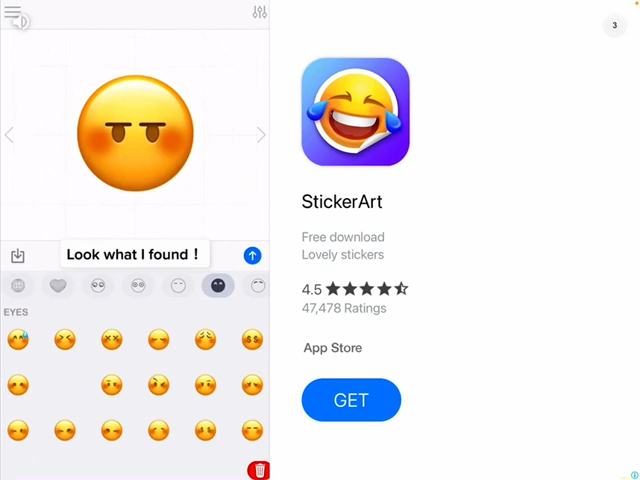 Look what I found !
EYES
3
StickerArt
Free download
Lovely stickers
4.5
47,478 Ratings
App Store
GET